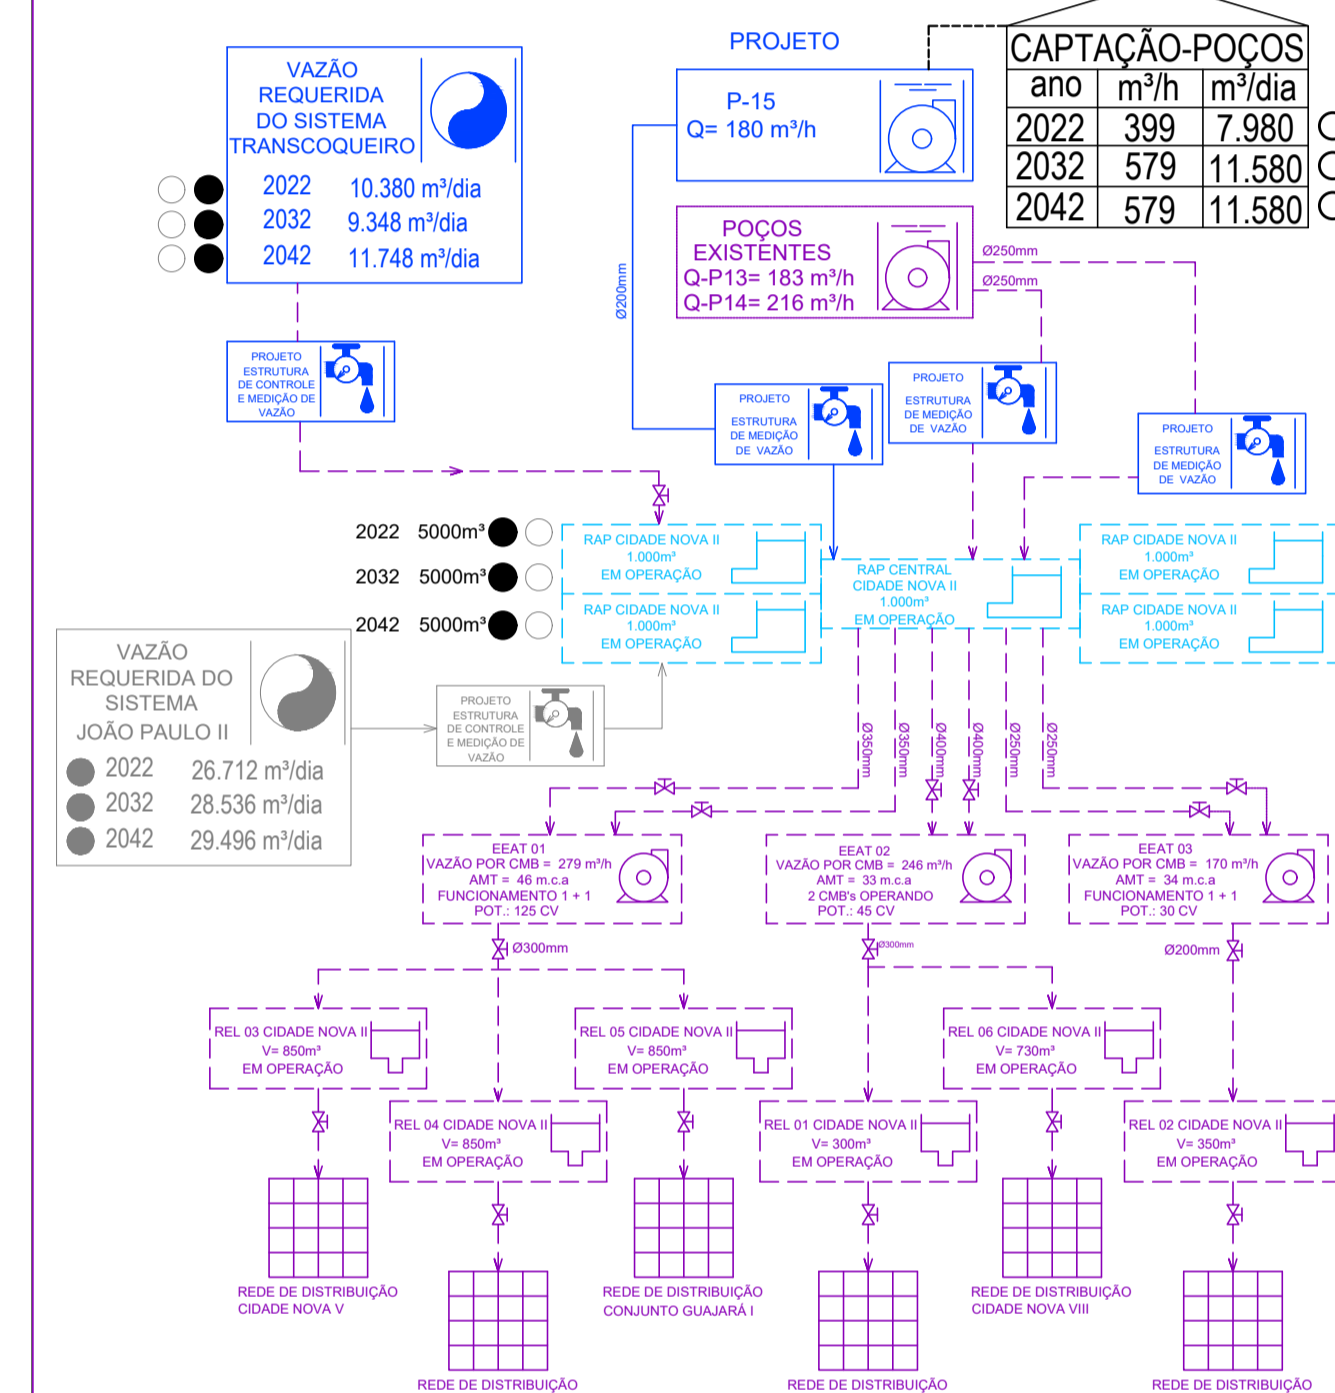 VAZÃO
REQUERIDA
DO SISTEMA
TRANSCOQUEIRO
2022 10.380 m³/dia
2032 9.348 m³/dia
2042 11.748 m³/dia
PROJETO
P-15
Q= 180 m³/h
CAPTAÇÃO-POÇOS
ano m³/h m³/dia
2022 399 7.980
2032 579 11.580
2042 579 11.580
POÇOS
EXISTENTES
Q-P13= 183 m³/h
Q-P14= 216 m³/h
Ø250mm
Ø250mm
Ø200mm
PROJETO
ESTRUTURA
DE CONTROLE
E MEDIÇÃO DE
VAZÃO
PROJETO
ESTRUTURA
DE MEDIÇÃO
DE VAZÃO
PROJETO
ESTRUTURA
DE MEDIÇÃO
DE VAZÃO
PROJETO
ESTRUTURA
DE MEDIÇÃO
DE VAZÃO
2022 5000m³
2032 5000m³
2042 5000m³
RAP CIDADE NOVA II
1.000m³
EM OPERAÇÃO
RAP CIDADE NOVA II
1.000m³
EM OPERAÇÃO
RAP CENTRAL
CIDADE NOVA II
1.000m³
EM OPERAÇÃO
RAP CIDADE NOVA II
1.000m³
EM OPERAÇÃO
RAP CIDADE NOVA II
1.000m³
EM OPERAÇÃO
VAZÃO
REQUERIDA DO
SISTEMA
JOÃO PAULO II
2022 26.712 m³/dia
2032 28.536 m³/dia
2042 29.496 m³/dia
PROJETO
ESTRUTURA
DE CONTROLE
E MEDIÇÃO DE
VAZÃO
Ø350mm
Ø350mm
Ø400mm
Ø400mm
Ø250mm
Ø250mm
EEAT 01
VAZÃO POR CMB = 279 m³/h
AMT = 46 m.c.a
FUNCIONAMENTO 1 + 1
POT.: 125 CV
EEAT 02
VAZÃO POR CMB = 246 m³/h
AMT = 33 m.c.a
2 CMB's OPERANDO
POT.: 45 CV
EEAT 03
VAZÃO POR CMB = 170 m³/h
AMT = 34 m.c.a
FUNCIONAMENTO 1 + 1
POT.: 30 CV
Ø300mm
Ø300mm
Ø200mm
REL 03 CIDADE NOVA II
V= 850m³
EM OPERAÇÃO
REL 05 CIDADE NOVA II
V= 850m³
EM OPERAÇÃO
REL 06 CIDADE NOVA II
V= 730m³
EM OPERAÇÃO
REL 04 CIDADE NOVA II
V= 850m³
EM OPERAÇÃO
REL 01 CIDADE NOVA II
V= 300m³
EM OPERAÇÃO
REL 02 CIDADE NOVA II
V= 350m³
EM OPERAÇÃO
REDE DE DISTRIBUIÇÃO
CIDADE NOVA V
REDE DE DISTRIBUIÇÃO
CONJUNTO GUAJARÁ I
REDE DE DISTRIBUIÇÃO
CIDADE NOVA VIII
REDE DE DISTRIBUIÇÃO
REDE DE DISTRIBUIÇÃO
REDE DE DISTRIBUIÇÃO